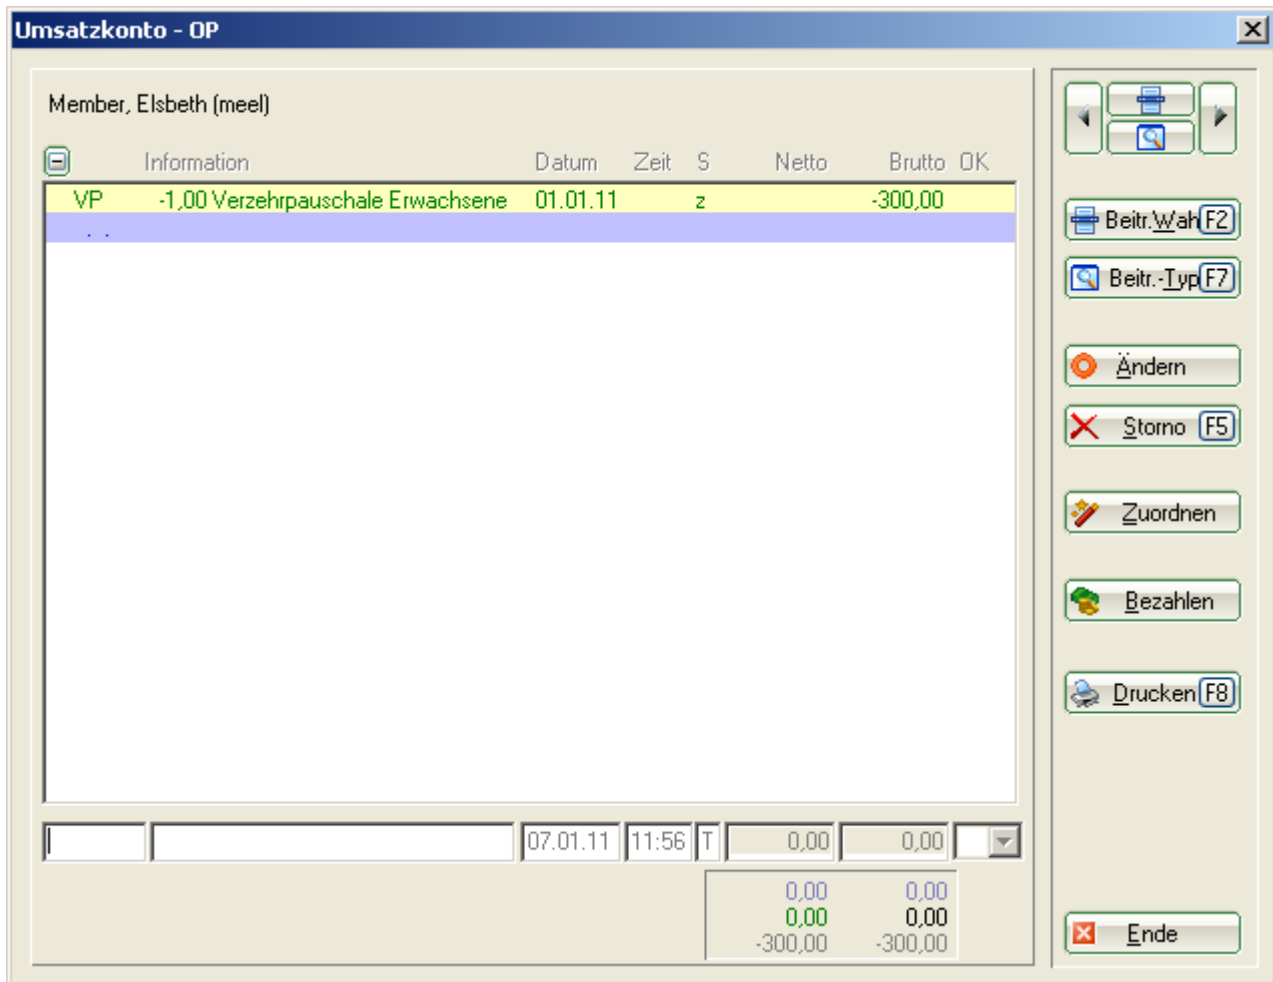 Umsatzkonto - OP
Member, Elsbeth (meel)
Information Datum Zeit S Netto Brutto OK
VP -1,00 Verzehrpauschale Erwachsene 01.01.11 z -300,00
. .
07.01.11 11:56 T 0,00 0,00
0,00 0,00
0,00 0,00
-300,00 -300,00
Beitr.Wah F2
Beitr.-Typ F7
Ändern
Storno F5
Zuordnen
Bezahlen
Drucken F8
Ende